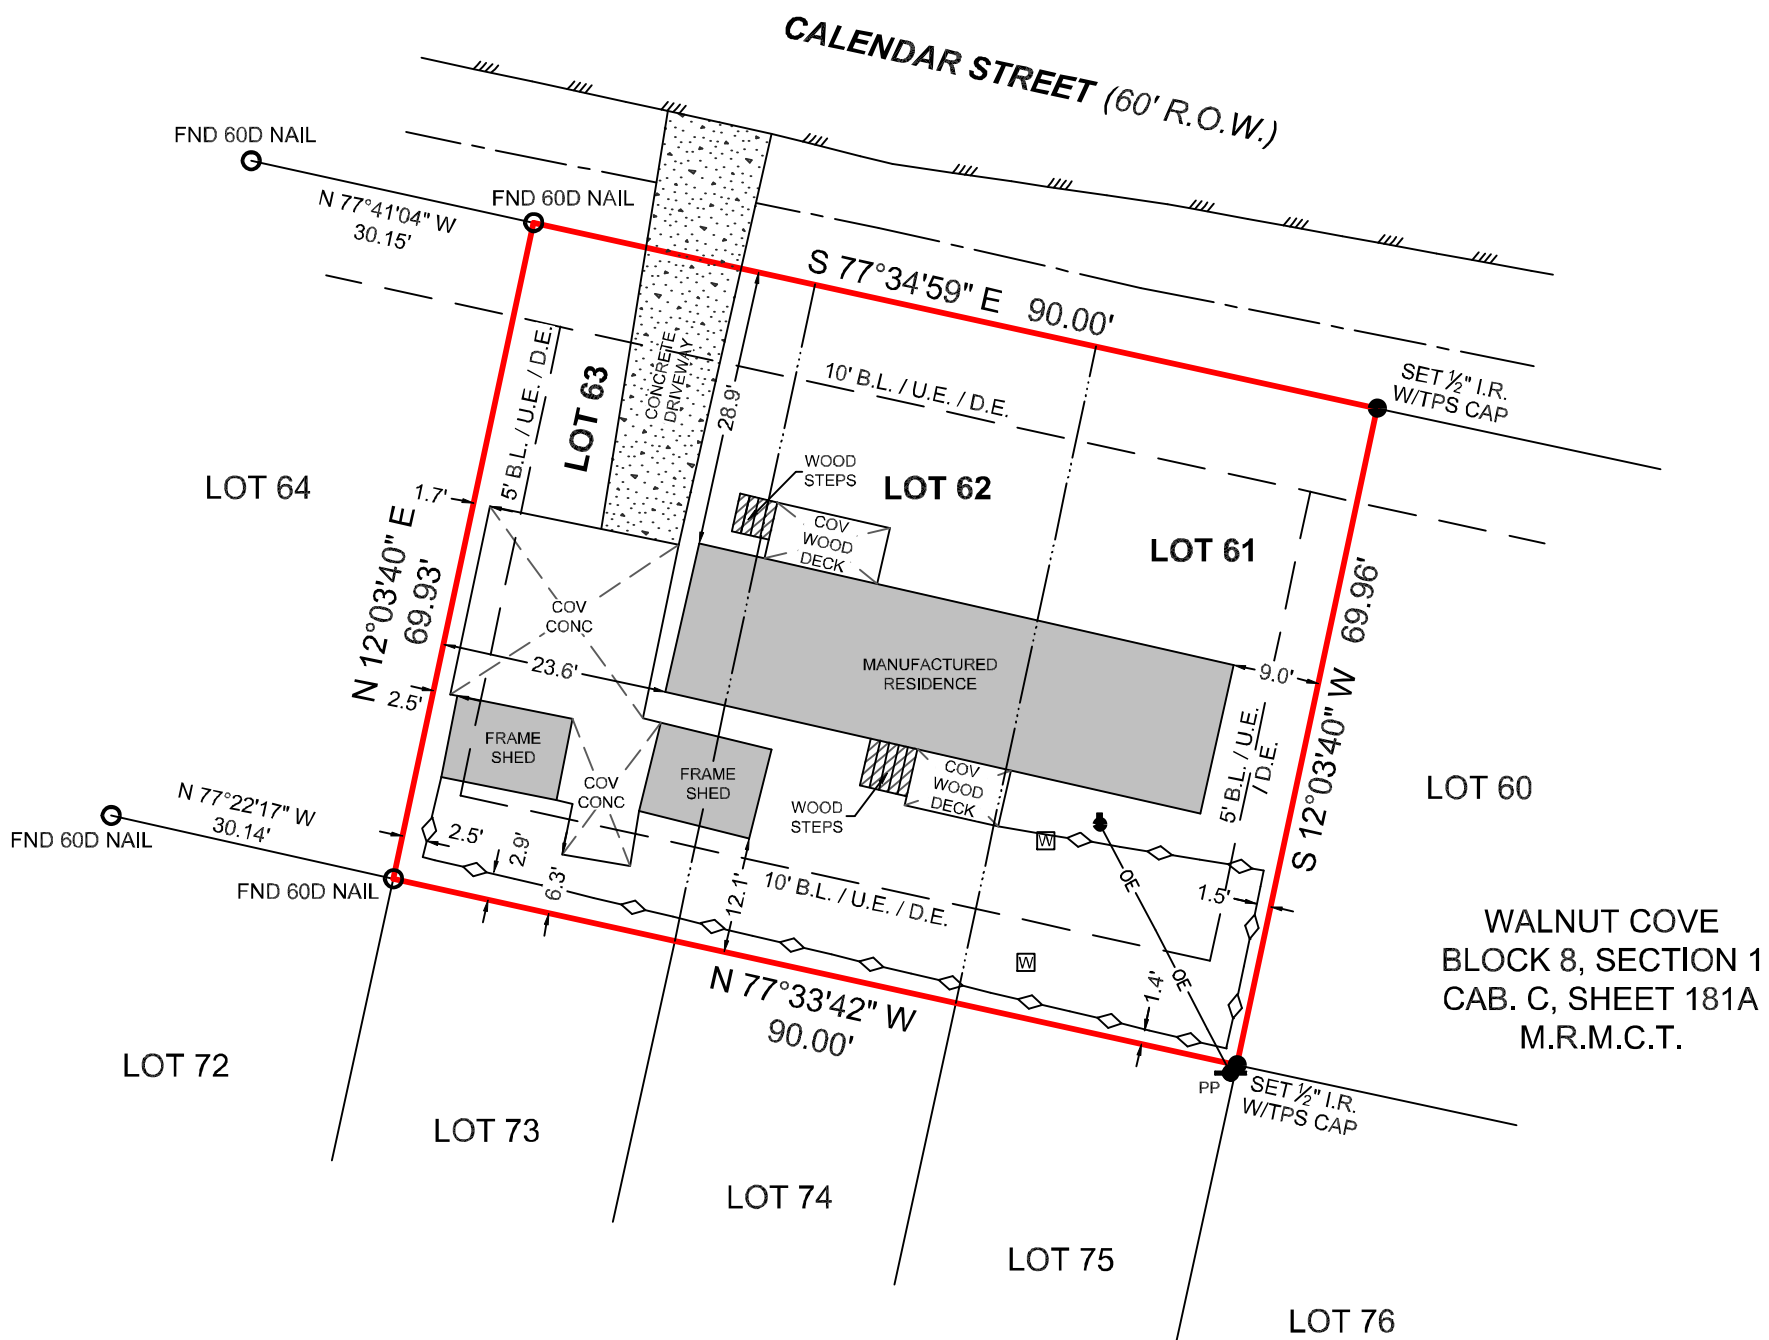 CALENDAR STREET (60' R.O.W.)
FND 60D NAIL
FND 60D NAIL
N 77°41'04" W
30.15'
S 77°34'59" E 90.00'
SET ½" I.R.
W/TPS CAP
5' B.L. / U.E. / D.E.
LOT 63
CONCRETE
DRIVEWAY
28.9'
10' B.L. / U.E. / D.E.
WOOD
STEPS
LOT 62
COV
WOOD
DECK
LOT 61
LOT 64
1.7'
N 12°03'40" E
69.93'
2.5'
COV
CONC
23.6'
MANUFACTURED
RESIDENCE
9.0'
S 12°03'40" W 69.96'
5' B.L. / U.E.
/ D.E.
LOT 60
FRAME
SHED
COV
CONC
FRAME
SHED
WOOD
STEPS
COV
WOOD
DECK
W
OE
OE
W
N 77°22'17" W
30.14'
FND 60D NAIL
FND 60D NAIL
2.5'
2.9'
6.3'
12.1'
10' B.L. / U.E. / D.E.
1.5'
1.4'
N 77°33'42" W
90.00'
WALNUT COVE
BLOCK 8, SECTION 1
CAB. C, SHEET 181A
M.R.M.C.T.
PP
SET ½" I.R.
W/TPS CAP
LOT 72
LOT 73
LOT 74
LOT 75
LOT 76